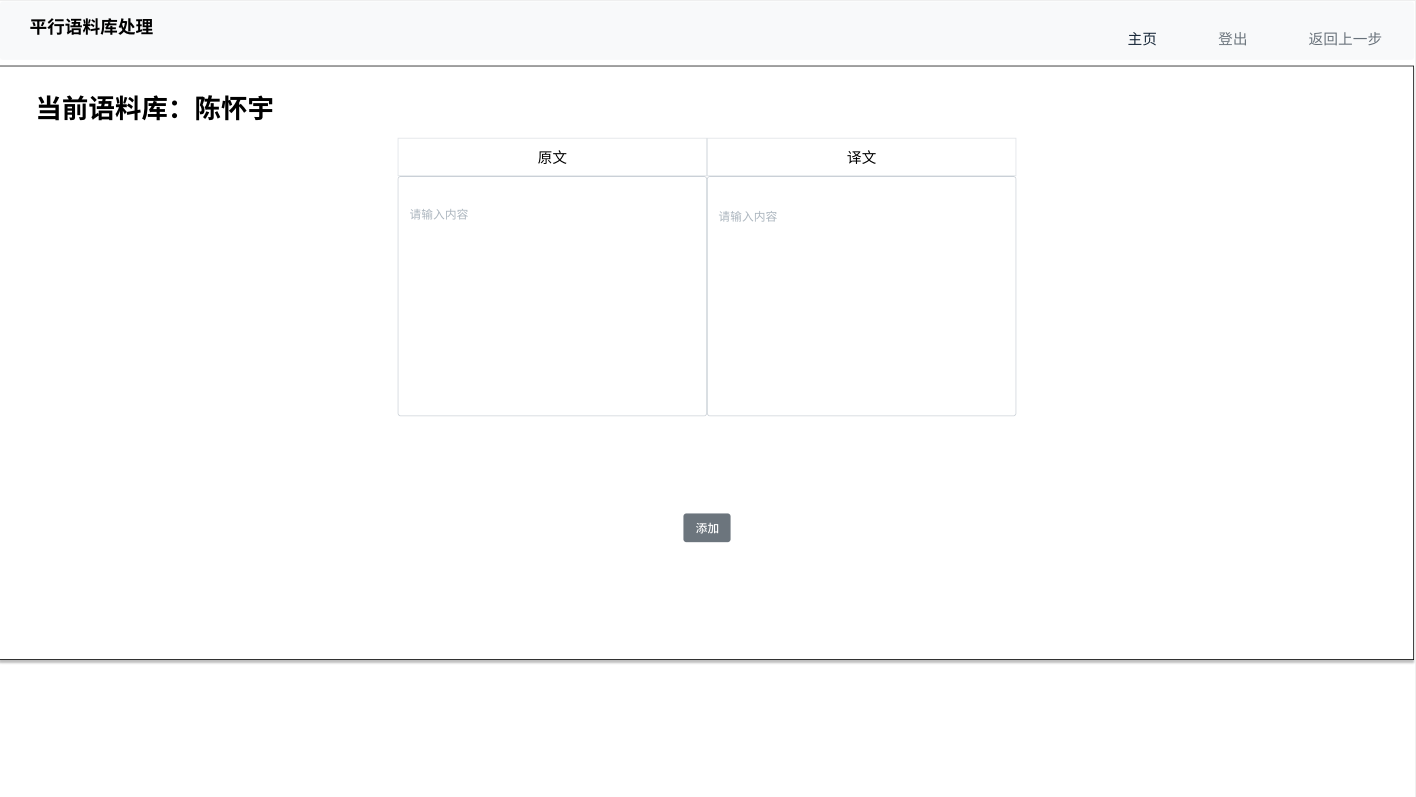 平行语料库处理
主页 登出 返回上一步
当前语料库：陈怀宇
原文 译文
请输入内容 请输入内容
添加